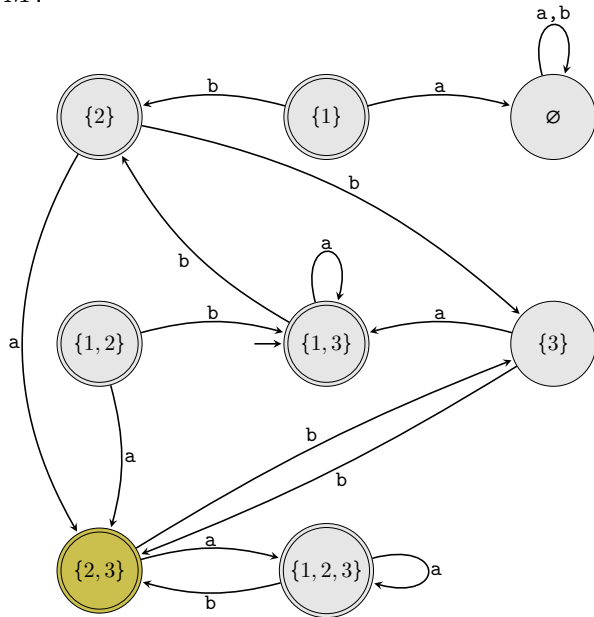 a,b
b
a
{2}
{1}
∅
b
b
a
a
b
a
{1, 2}
{1, 3}
{3}
a
b
b
a
{2, 3}
{1, 2, 3}
a
b